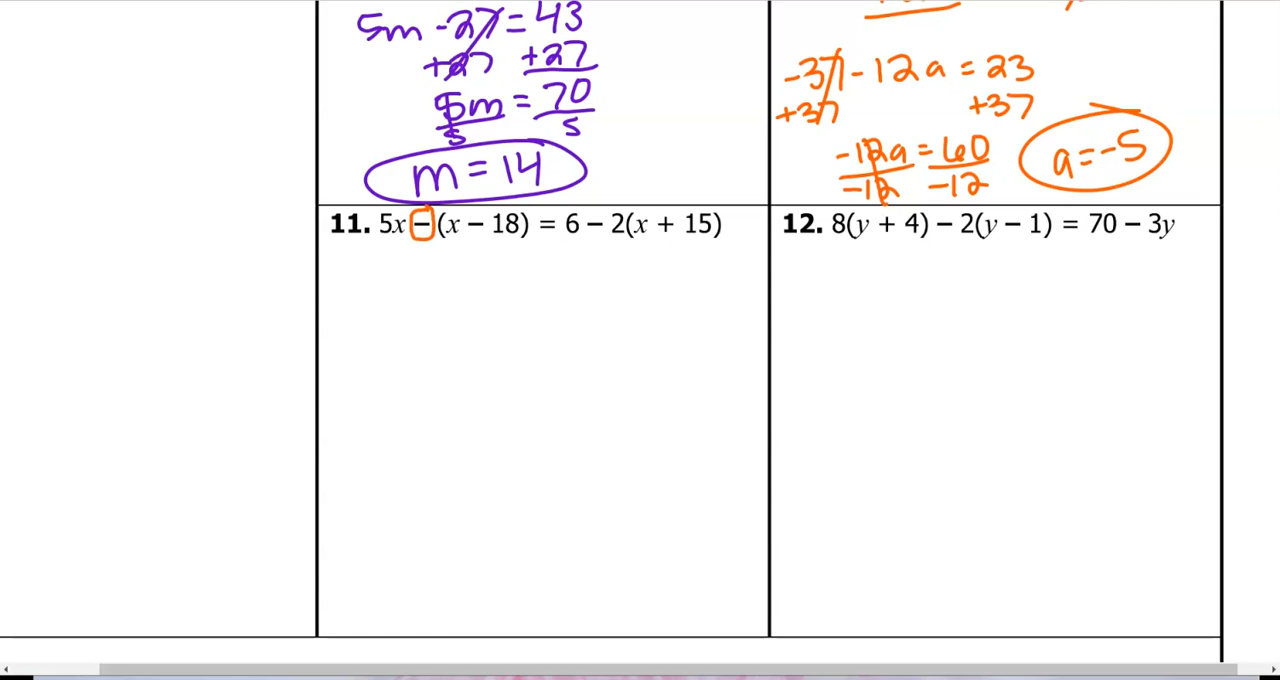 5m - 27 = 43
+27 +27
5m = 70
5 5
m = 14
-37 - 12a = 23
+37 +37
-12a = 60
-12 -12
a = -5
11. 5x − (x − 18) = 6 − 2(x + 15)
12. 8(y + 4) − 2(y − 1) = 70 − 3y